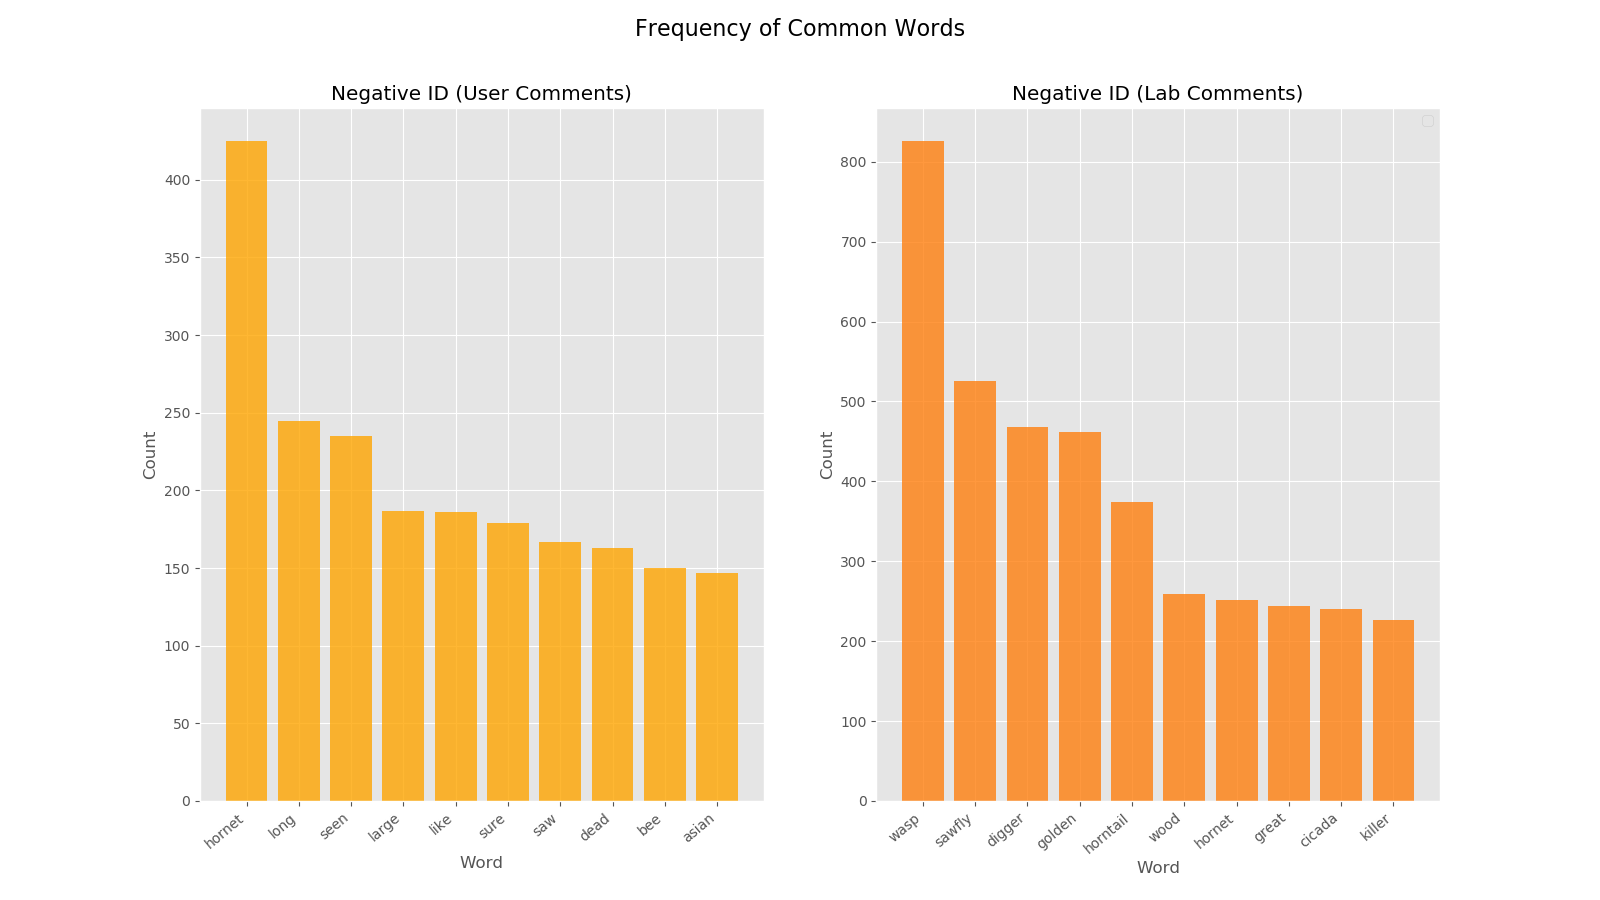 Frequency of Common Words
Negative ID (User Comments)
400
350
300
250
200
150
100
50
0
Count
hornet
long
seen
large
like
sure
saw
dead
bee
asian
Word
Negative ID (Lab Comments)
800
700
600
500
400
300
200
100
0
Count
wasp
sawfly
digger
golden
horntail
wood
hornet
great
cicada
killer
Word